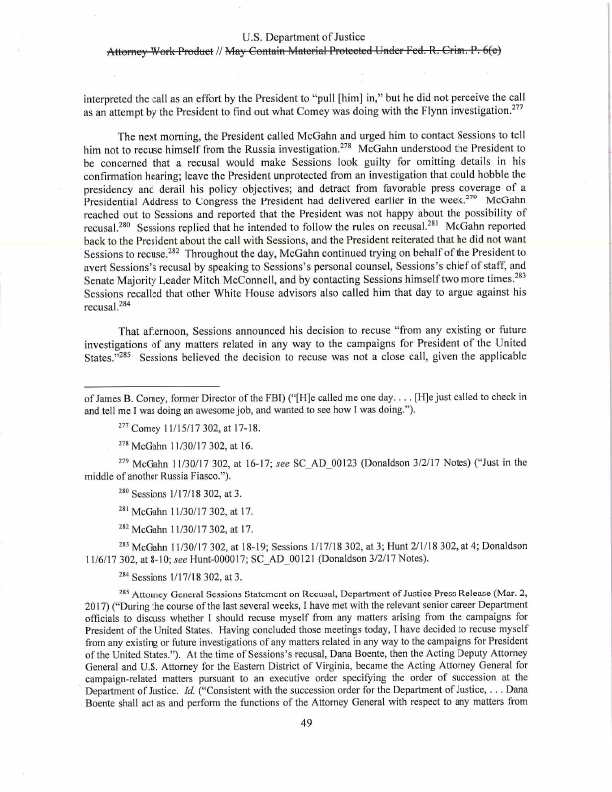 U.S. Department of Justice
Attorney Work Product // May Contain Material Protected Under Fed. R. Crim. P. 6(e)
interpreted the call as an effort by the President to “pull [him] in,” but he did not perceive the call
as an attempt by the President to find out what Comey was doing with the Flynn investigation.277
The next morning, the President called McGahn and urged him to contact Sessions to tell
him not to recuse himself from the Russia investigation.278 McGahn understood the President to
be concerned that a recusal would make Sessions look guilty for omitting details in his
confirmation hearing; leave the President unprotected from an investigation that could hobble the
presidency and derail his policy objectives; and detract from favorable press coverage of a
Presidential Address to Congress the President had delivered earlier in the week.279 McGahn
reached out to Sessions and reported that the President was not happy about the possibility of
recusal.280 Sessions replied that he intended to follow the rules on recusal.281 McGahn reported
back to the President about the call with Sessions, and the President reiterated that he did not want
Sessions to recuse.282 Throughout the day, McGahn continued trying on behalf of the President to
avert Sessions’s recusal by speaking to Sessions’s personal counsel, Sessions’s chief of staff, and
Senate Majority Leader Mitch McConnell, and by contacting Sessions himself two more times.283
Sessions recalled that other White House advisors also called him that day to argue against his
recusal.284
That afternoon, Sessions announced his decision to recuse “from any existing or future
investigations of any matters related in any way to the campaigns for President of the United
States.”285 Sessions believed the decision to recuse was not a close call, given the applicable
of James B. Comey, former Director of the FBI) (“[H]e called me one day. . . . [H]e just called to check in
and tell me I was doing an awesome job, and wanted to see how I was doing.”).
277 Comey 11/15/17 302, at 17-18.
278 McGahn 11/30/17 302, at 16.
279 McGahn 11/30/17 302, at 16-17; see SC_AD_00123 (Donaldson 3/2/17 Notes) (“Just in the
middle of another Russia Fiasco.”).
280 Sessions 1/17/18 302, at 3.
281 McGahn 11/30/17 302, at 17.
282 McGahn 11/30/17 302, at 17.
283 McGahn 11/30/17 302, at 18-19; Sessions 1/17/18 302, at 3; Hunt 2/1/18 302, at 4; Donaldson
11/6/17 302, at 8-10; see Hunt-000017; SC_AD_00121 (Donaldson 3/2/17 Notes).
284 Sessions 1/17/18 302, at 3.
285 Attorney General Sessions Statement on Recusal, Department of Justice Press Release (Mar. 2,
2017) (“During the course of the last several weeks, I have met with the relevant senior career Department
officials to discuss whether I should recuse myself from any matters arising from the campaigns for
President of the United States. Having concluded those meetings today, I have decided to recuse myself
from any existing or future investigations of any matters related in any way to the campaigns for President
of the United States.”). At the time of Sessions’s recusal, Dana Boente, then the Acting Deputy Attorney
General and U.S. Attorney for the Eastern District of Virginia, became the Acting Attorney General for
campaign-related matters pursuant to an executive order specifying the order of succession at the
Department of Justice. Id. (“Consistent with the succession order for the Department of Justice, . . . Dana
Boente shall act as and perform the functions of the Attorney General with respect to any matters from
49